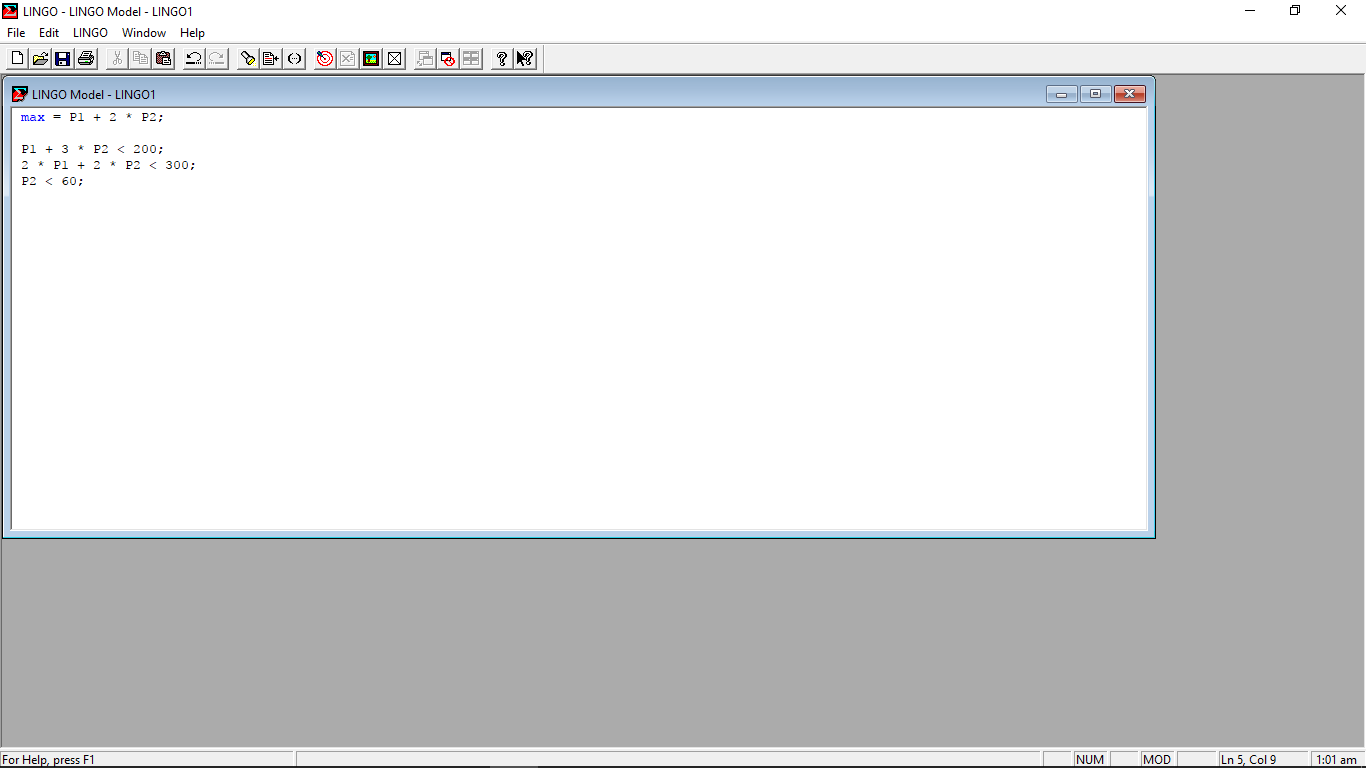 LINGO - LINGO Model - LINGO1
File Edit LINGO Window Help
LINGO Model - LINGO1
max = P1 + 2 * P2;
P1 + 3 * P2 < 200;
2 * P1 + 2 * P2 < 300;
P2 < 60;
For Help, press F1 NUM MOD Ln 5, Col 9 1:01 am